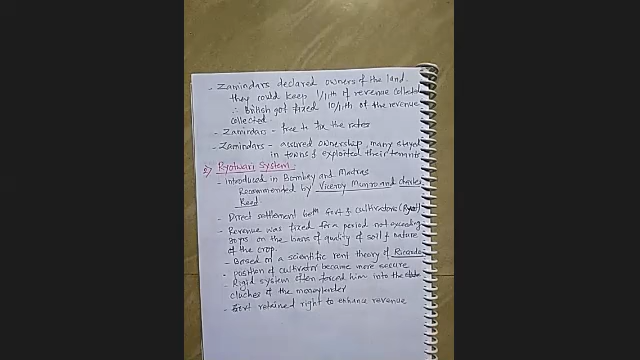 - Zamindars declared owners of the land.
they could keep 1/11th of revenue collected
∴ British got fixed 10/11th of the revenue
collected.
- Zamindars - free to fix the rates
- Zamindars - assured ownership, many stayed
in towns & exploited their tenants.
2) Ryotwari System:
- Introduced in Bombay and Madras
Recommended by Viceroy Munro and Charles
Reed.
- Direct settlement betn Govt & cultivators (Ryot)
- Revenue was fixed for a period not exceeding
30yrs on the basis of quality of soil & nature
of the crop.
- Based on a scientific rent theory of Ricardo
- position of cultivator became more secure
- Rigid system often forced him into the
clutches of the moneylender
- Govt retained right to enhance revenue